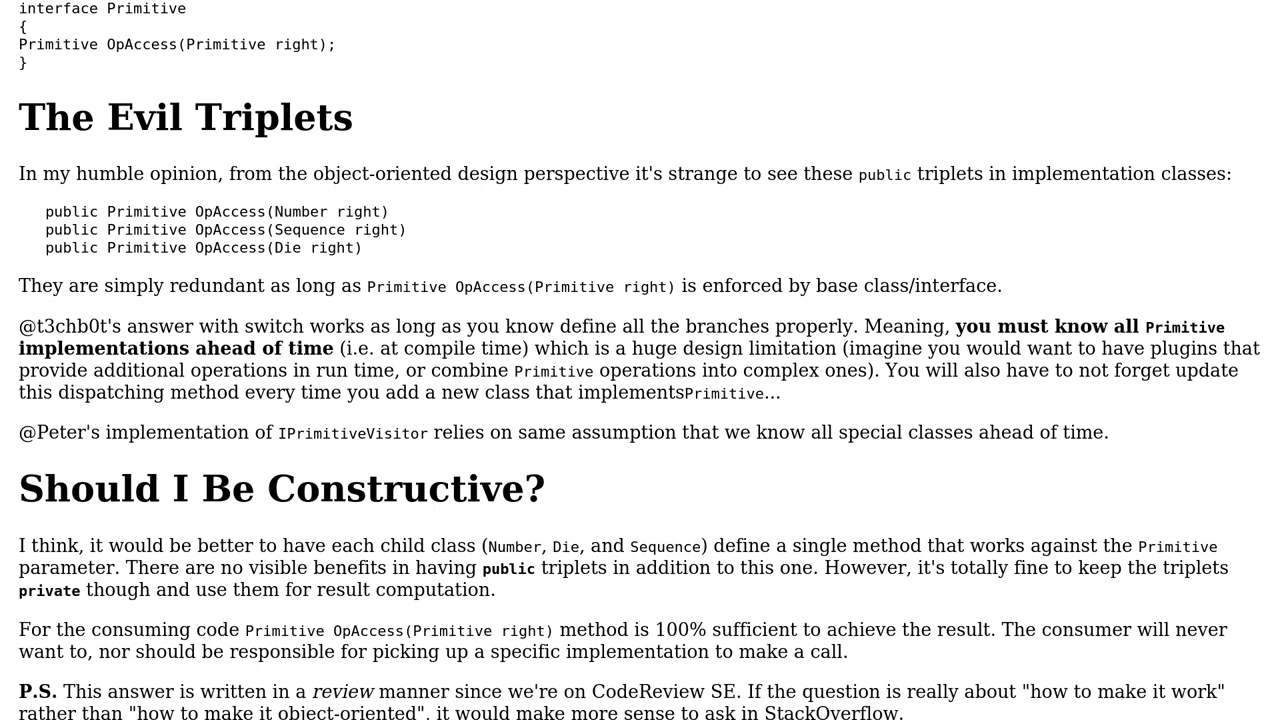 interface Primitive
{
Primitive OpAccess(Primitive right);
}
The Evil Triplets
In my humble opinion, from the object-oriented design perspective it's strange to see these public triplets in implementation classes:
public Primitive OpAccess(Number right)
public Primitive OpAccess(Sequence right)
public Primitive OpAccess(Die right)
They are simply redundant as long as Primitive OpAccess(Primitive right) is enforced by base class/interface.
@t3chb0t's answer with switch works as long as you know define all the branches properly. Meaning, you must know all Primitive
implementations ahead of time (i.e. at compile time) which is a huge design limitation (imagine you would want to have plugins that
provide additional operations in run time, or combine Primitive operations into complex ones). You will also have to not forget update
this dispatching method every time you add a new class that implementsPrimitive...
@Peter's implementation of IPrimitiveVisitor relies on same assumption that we know all special classes ahead of time.
Should I Be Constructive?
I think, it would be better to have each child class (Number, Die, and Sequence) define a single method that works against the Primitive
parameter. There are no visible benefits in having public triplets in addition to this one. However, it's totally fine to keep the triplets
private though and use them for result computation.
For the consuming code Primitive OpAccess(Primitive right) method is 100% sufficient to achieve the result. The consumer will never
want to, nor should be responsible for picking up a specific implementation to make a call.
P.S. This answer is written in a review manner since we're on CodeReview SE. If the question is really about "how to make it work"
rather than "how to make it object-oriented", it would make more sense to ask in StackOverflow.